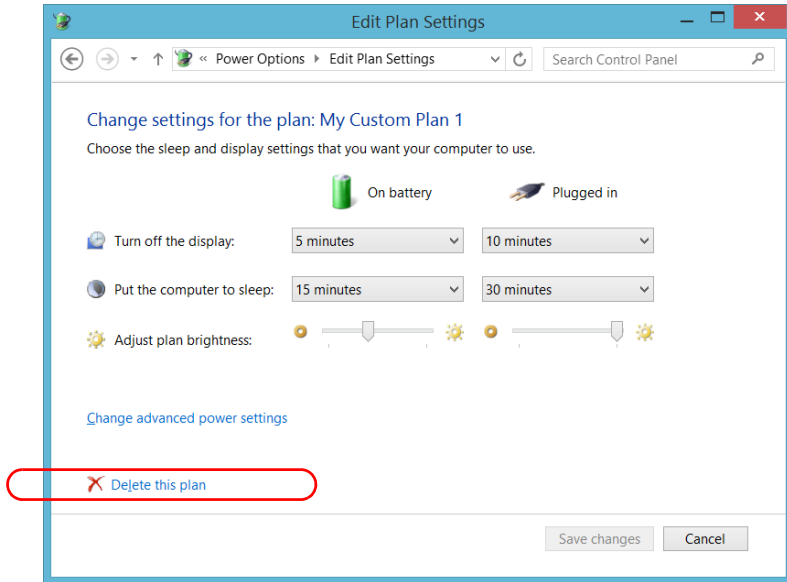 Edit Plan Settings
« Power Options Edit Plan Settings Search Control Panel
Change settings for the plan: My Custom Plan 1
Choose the sleep and display settings that you want your computer to use.
On battery Plugged in
Turn off the display: 5 minutes 10 minutes
Put the computer to sleep: 15 minutes 30 minutes
Adjust plan brightness:
Change advanced power settings
Delete this plan
Save changes Cancel